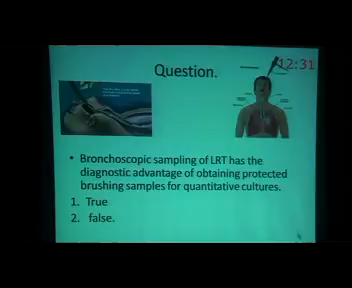 12:31
Question.
• Bronchoscopic sampling of LRT has the
diagnostic advantage of obtaining protected
brushing samples for quantitative cultures.
1. True
2. false.